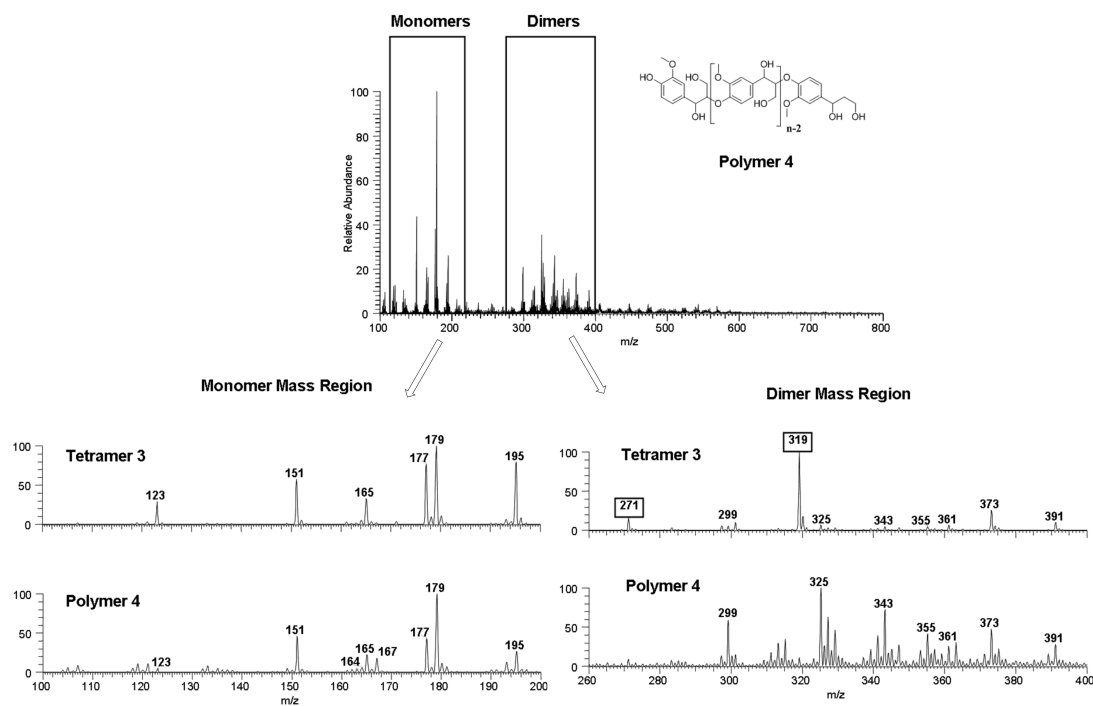 Monomers
Dimers
100
80
60
40
20
0
Relative Abundance
100 200 300 400 500 600 700 800
m/z
O
HO
HO
OH
O
O
OH
HO
O
O
OH
OH
n-2
Polymer 4
Monomer Mass Region
Dimer Mass Region
Tetramer 3
100
50
0
123
151
165
177
179
195
Tetramer 3
100
50
0
271
299
319
325
343
355
361
373
391
Polymer 4
100
50
0
123
151
164
165
167
177
179
195
100 110 120 130 140 150 160 170 180 190 200
m/z
Polymer 4
100
50
0
299
325
343
355
361
373
391
260 280 300 320 340 360 380 400
m/z